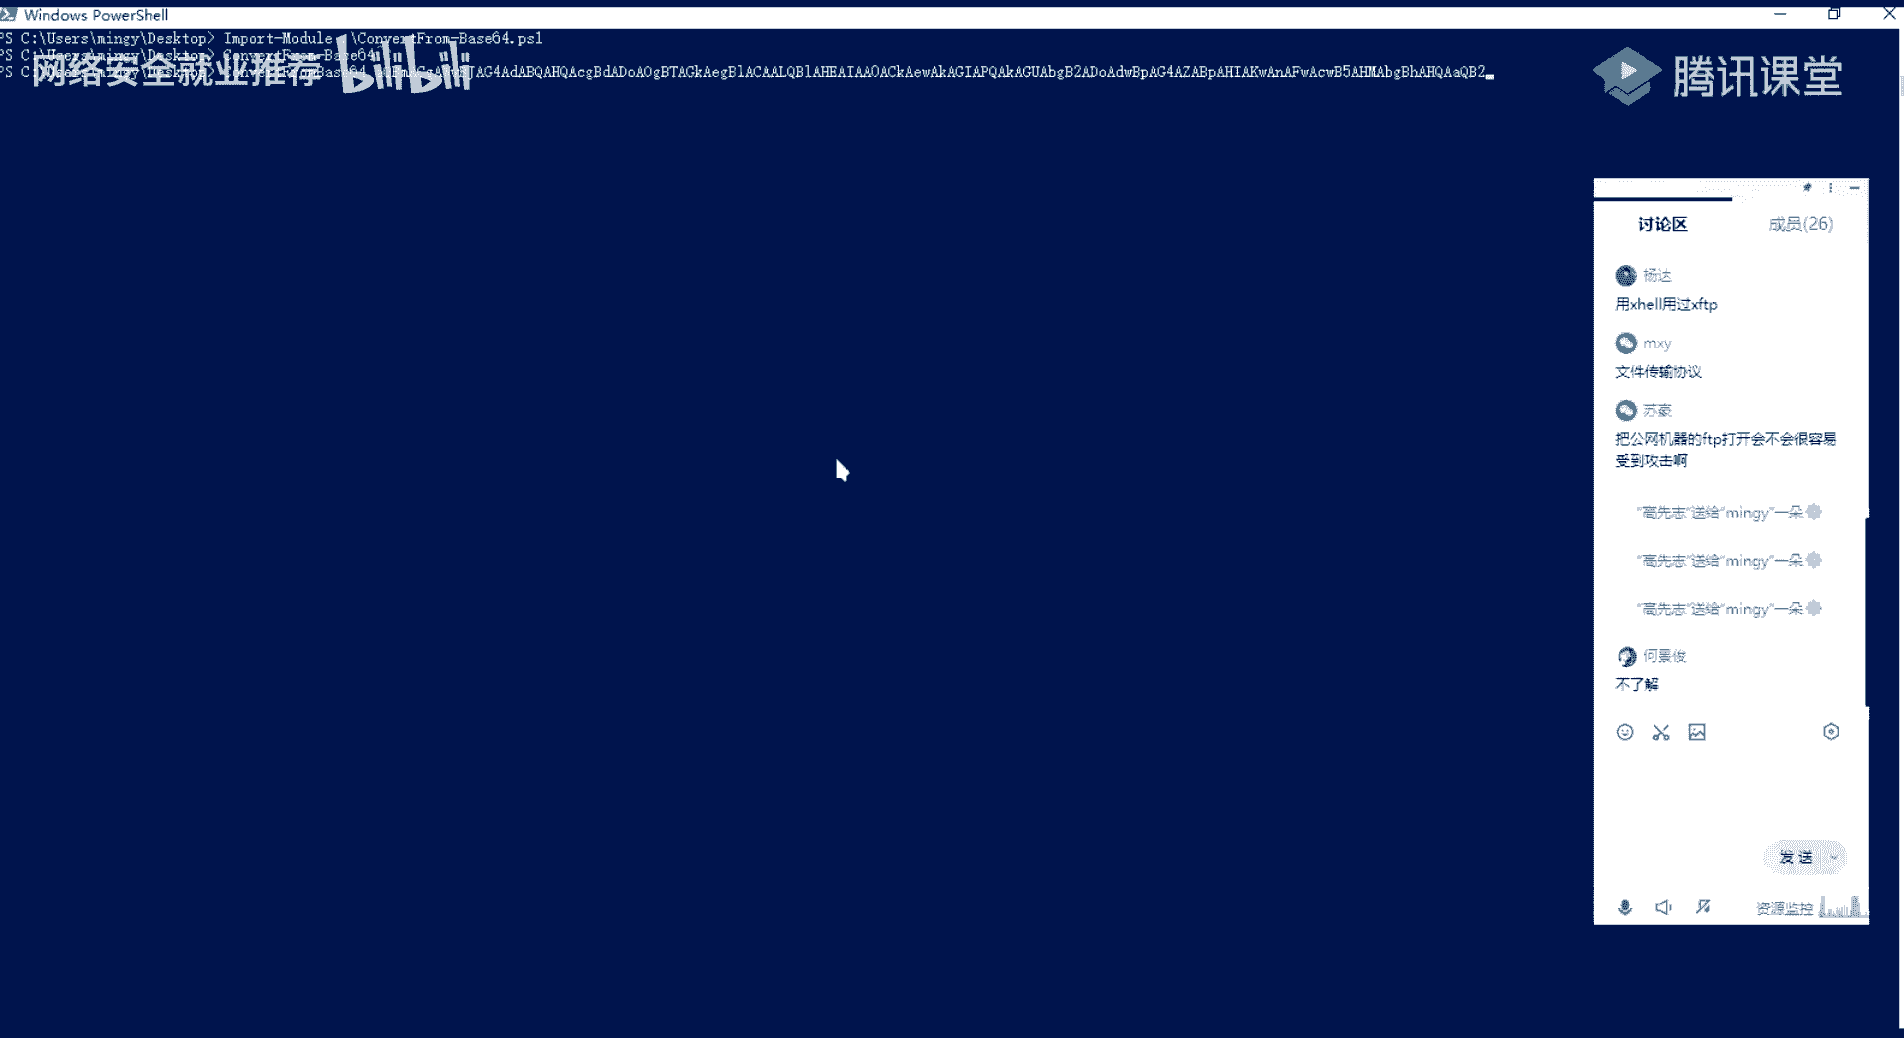 Windows PowerShell
PS C:\Users\mingy\Desktop> Import-Module .\ConvertFrom-Base64.ps1
PS C:\Users\mingy\Desktop> ConvertFrom-Base64
PS C:\Users\mingy\Desktop> ConvertFrom-Base64
网络安全就业推荐
bilibili
腾讯课堂
讨论区 成员(26)
杨达
用xhell用过xftp
mxy
文件传输协议
苏豪
把公网机器的ftp打开会不会很容易
受到攻击啊
"高先志"送给"mingy"一朵
"高先志"送给"mingy"一朵
"高先志"送给"mingy"一朵
何景俊
不了解
发送
资源监控